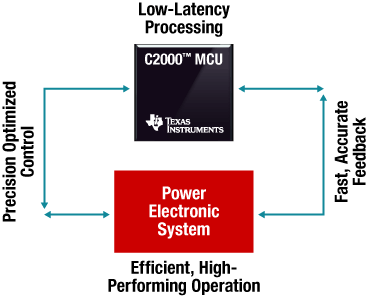 Low-Latency
Processing
C2000™ MCU
TEXAS
INSTRUMENTS
Precision Optimized
Control
Fast, Accurate
Feedback
Power
Electronic
System
Efficient, High-
Performing Operation